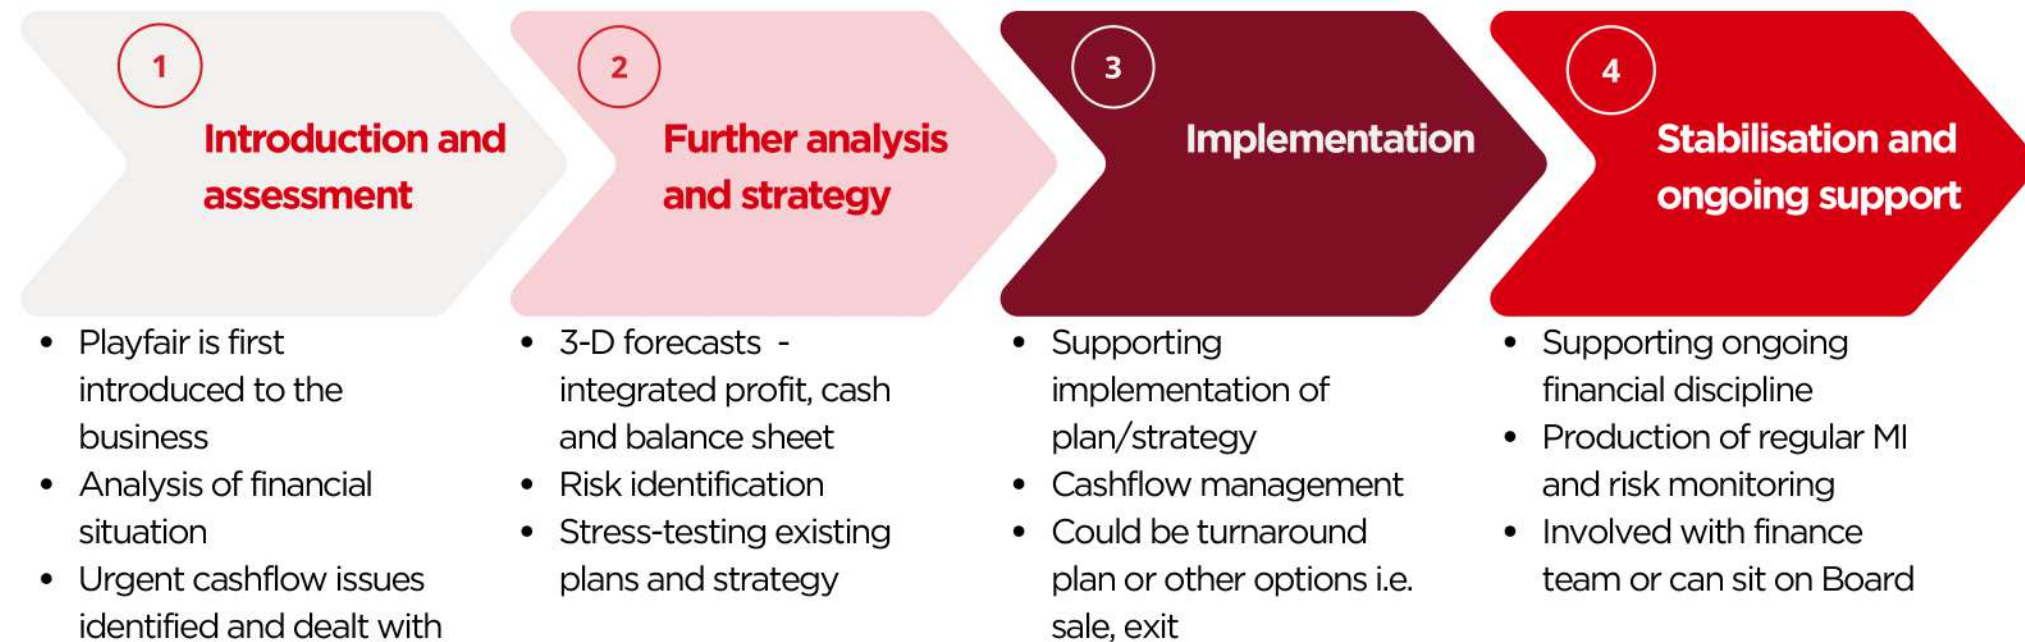 1
Introduction and
assessment
• Playfair is first
introduced to the
business
• Analysis of financial
situation
• Urgent cashflow issues
identified and dealt with
2
Further analysis
and strategy
• 3-D forecasts -
integrated profit, cash
and balance sheet
• Risk identification
• Stress-testing existing
plans and strategy
3
Implementation
• Supporting
implementation of
plan/strategy
• Cashflow management
• Could be turnaround
plan or other options i.e.
sale, exit
4
Stabilisation and
ongoing support
• Supporting ongoing
financial discipline
• Production of regular MI
and risk monitoring
• Involved with finance
team or can sit on Board